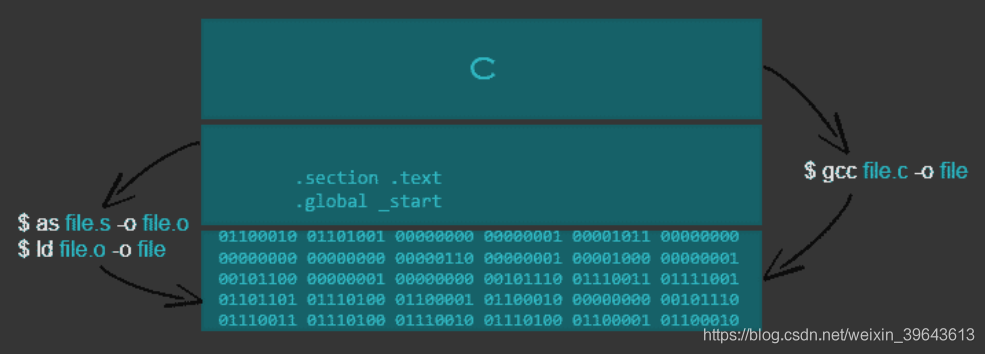 C
.section .text
.global _start
$ as file.s -o file.o
$ ld file.o -o file
$ gcc file.c -o file
01100010 01101001 00000000 00000001 00001011 00000000
00000000 00000000 00000110 00000001 00001000 00000001
00101100 00000001 00000000 00101110 01110011 01111001
01101101 01110100 01100001 01100010 00000000 00101110
01110011 01110100 01110010 01110100 01100001 01100010
https://blog.csdn.net/weixin_39643613